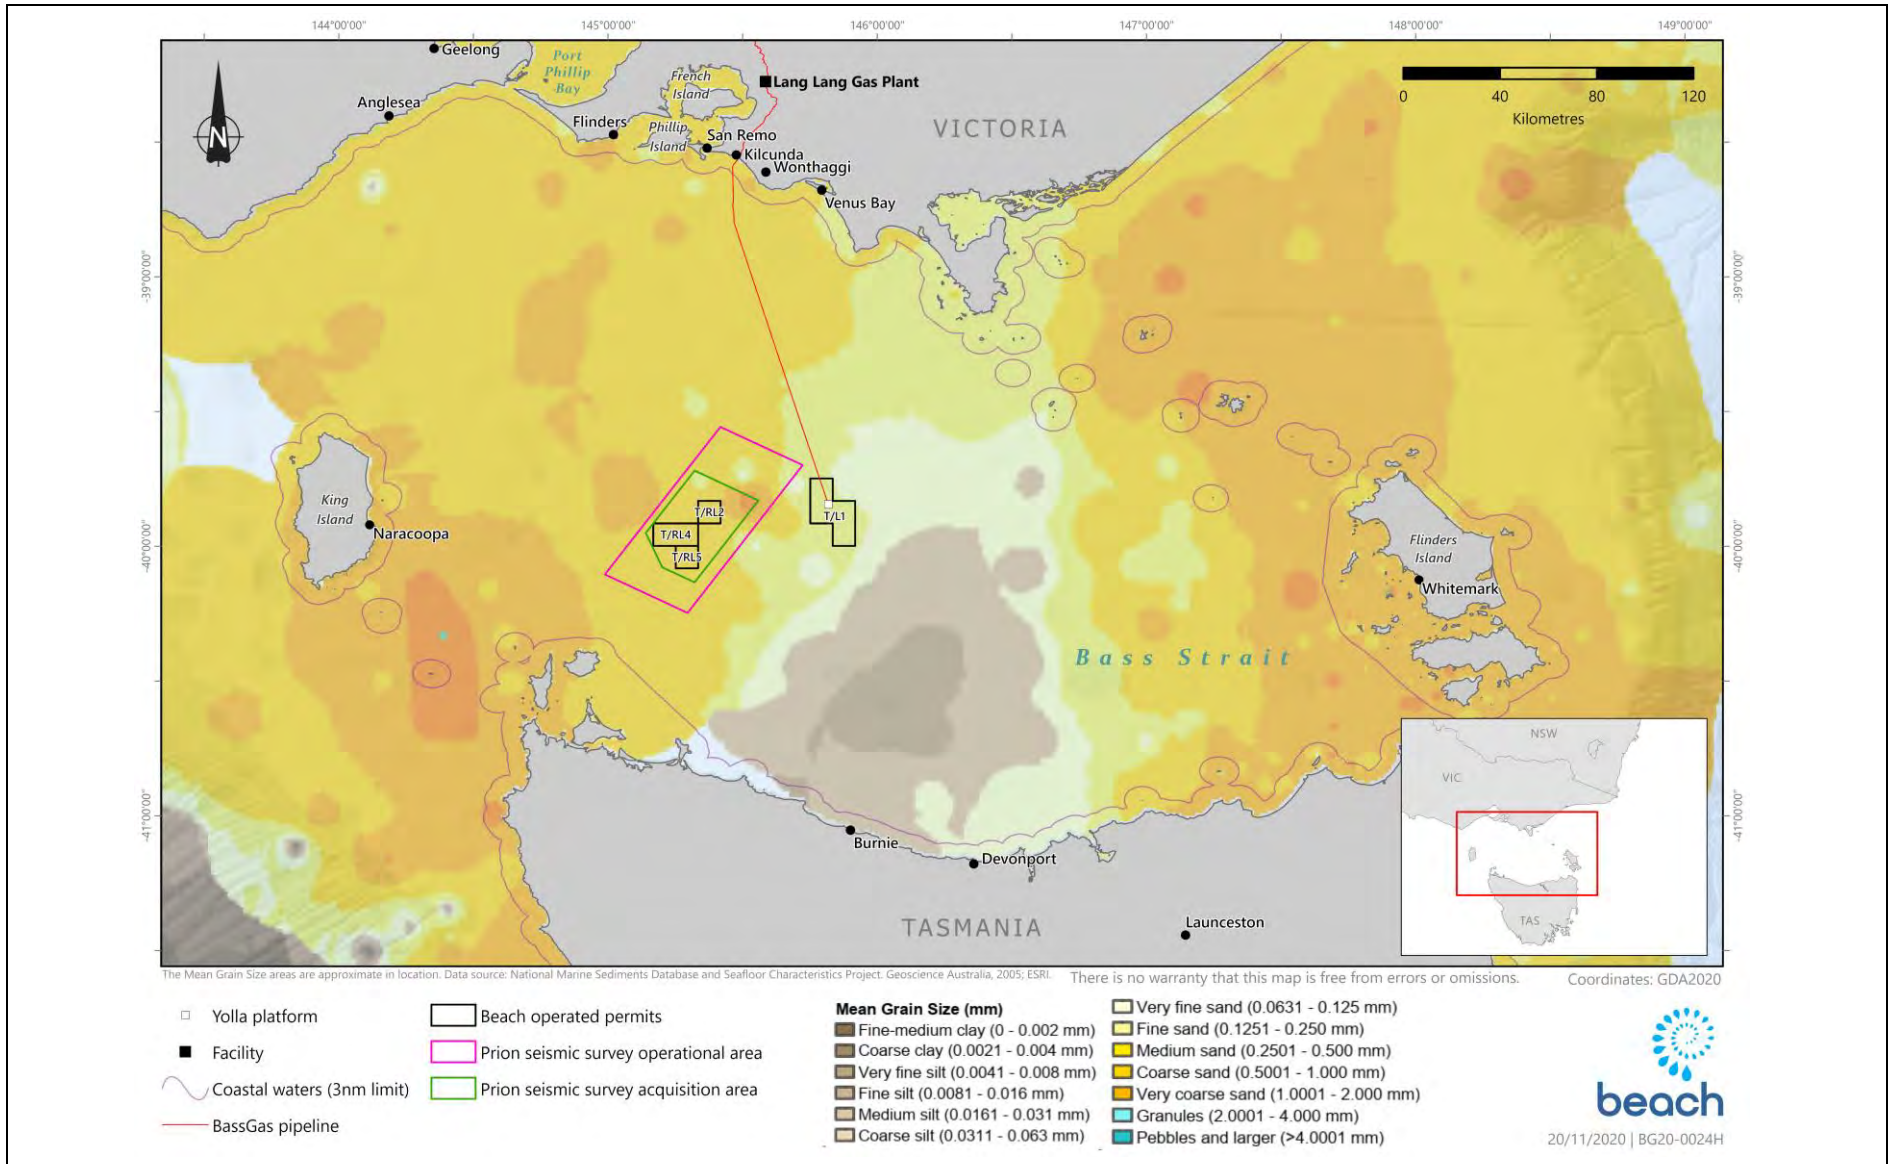 144°00'00" 145°00'00" 146°00'00" 147°00'00" 148°00'00" 149°00'00"
Geelong
Port
Phillip
Bay
French
Island
Lang Lang Gas Plant
0 40 80 120
Kilometres
Anglesea
Flinders
Phillip
Island
San Remo
VICTORIA
Kilcunda
Wonthaggi
Venus Bay
N
-39°00'00"
-39°00'00"
King
Island
Naracoopa
T/RL2
T/RL4
T/RL5
T/L1
-40°00'00"
-40°00'00"
Flinders
Island
Whitemark
Bass Strait
NSW
VIC
TAS
-41°00'00"
-41°00'00"
Burnie
Devonport
TASMANIA
Launceston
The Mean Grain Size areas are approximate in location. Data source: National Marine Sediments Database and Seafloor Characteristics Project. Geoscience Australia, 2005; ESRI.
There is no warranty that this map is free from errors or omissions.
Coordinates: GDA2020
Yolla platform
Facility
Coastal waters (3nm limit)
BassGas pipeline
Beach operated permits
Prion seismic survey operational area
Prion seismic survey acquisition area
Mean Grain Size (mm)
Fine-medium clay (0 - 0.002 mm)
Coarse clay (0.0021 - 0.004 mm)
Very fine silt (0.0041 - 0.008 mm)
Fine silt (0.0081 - 0.016 mm)
Medium silt (0.0161 - 0.031 mm)
Coarse silt (0.0311 - 0.063 mm)
Very fine sand (0.0631 - 0.125 mm)
Fine sand (0.1251 - 0.250 mm)
Medium sand (0.2501 - 0.500 mm)
Coarse sand (0.5001 - 1.000 mm)
Very coarse sand (1.0001 - 2.000 mm)
Granules (2.0001 - 4.000 mm)
Pebbles and larger (>4.0001 mm)
beach
20/11/2020 | BG20-0024H